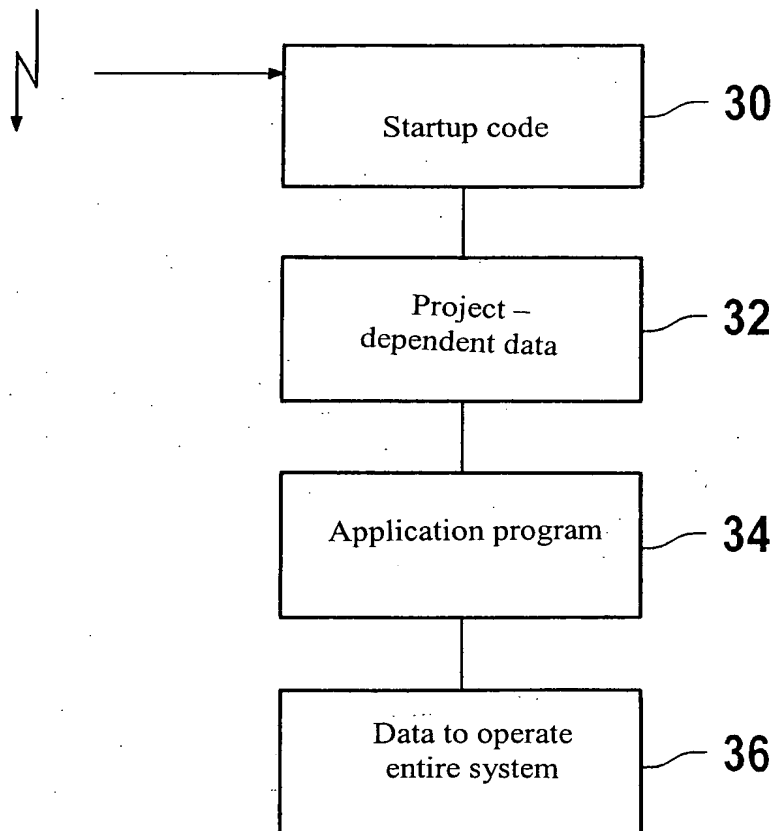 Startup code
30
Project –
dependent data
32
Application program
34
Data to operate
entire system
36